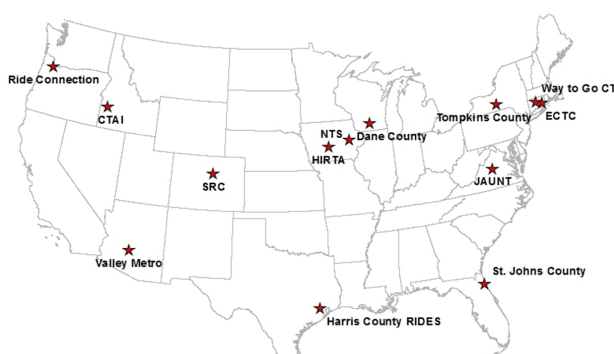 Ride Connection
Way to Go CT
CTAI
Tompkins County
ECTC
NTS
Dane County
HIRTA
SRC
JAUNT
Valley Metro
St. Johns County
Harris County RIDES